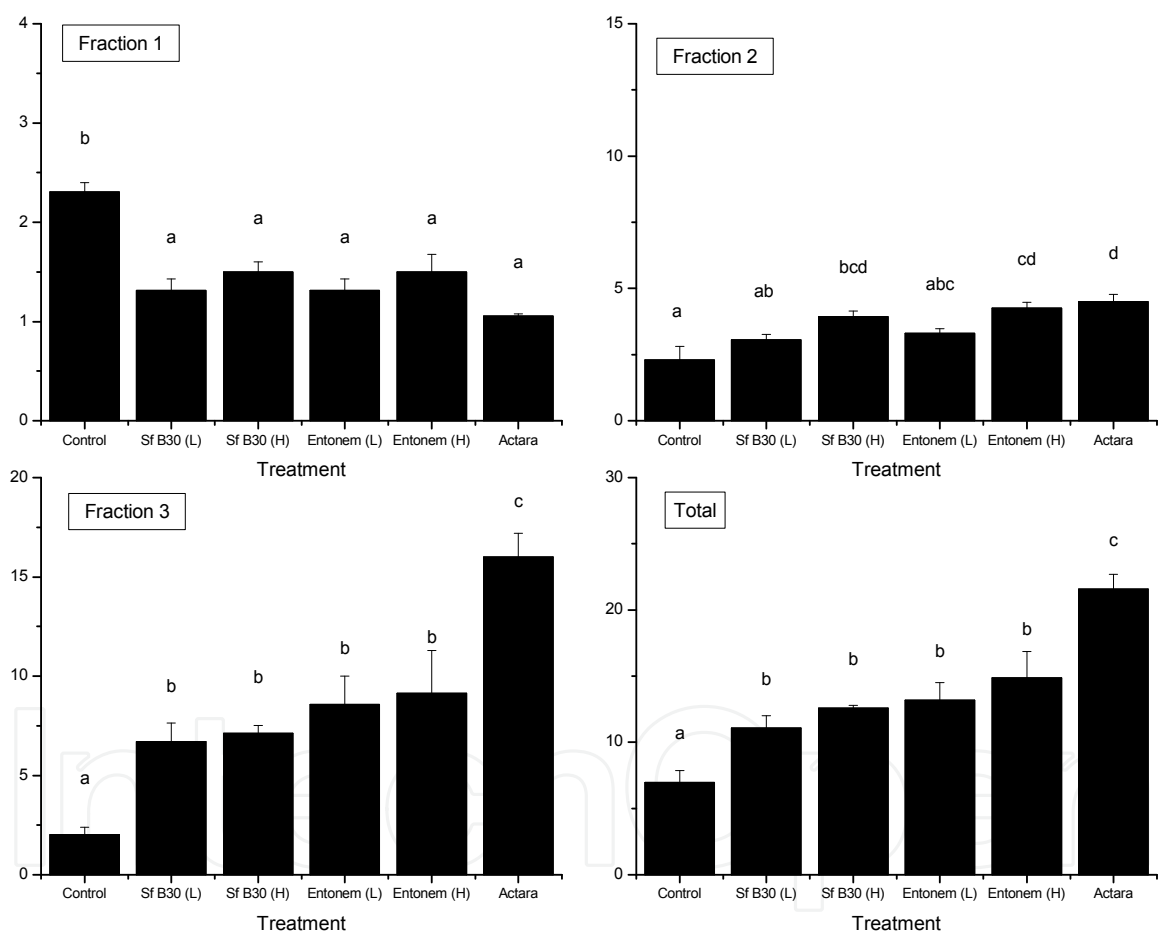 Fraction 1
4
3
2
1
0
b
a
a
a
a
a
Control Sf B30 (L) Sf B30 (H) Entonem (L) Entonem (H) Actara
Treatment
Fraction 2
15
10
5
0
a
ab
bcd
abc
cd
d
Control Sf B30 (L) Sf B30 (H) Entonem (L) Entonem (H) Actara
Treatment
Fraction 3
20
15
10
5
0
a
b
b
b
b
c
Control Sf B30 (L) Sf B30 (H) Entonem (L) Entonem (H) Actara
Treatment
Total
30
20
10
0
a
b
b
b
b
c
Control Sf B30 (L) Sf B30 (H) Entonem (L) Entonem (H) Actara
Treatment